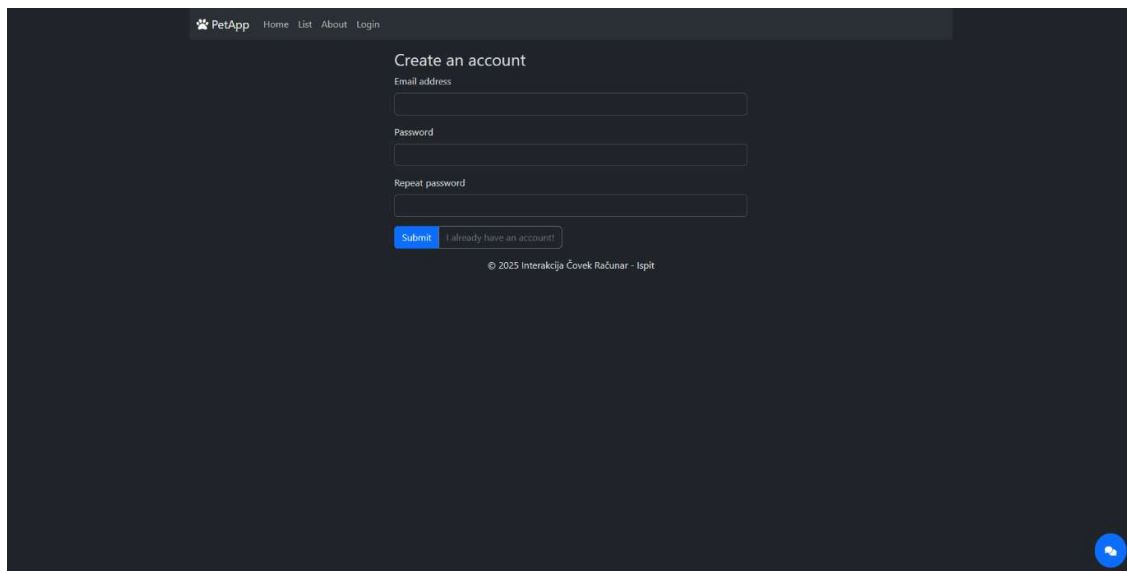 PetApp Home List About Login
Create an account
Email address
Password
Repeat password
Submit I already have an account!
© 2025 Interakcija Čovek Računar - Ispit